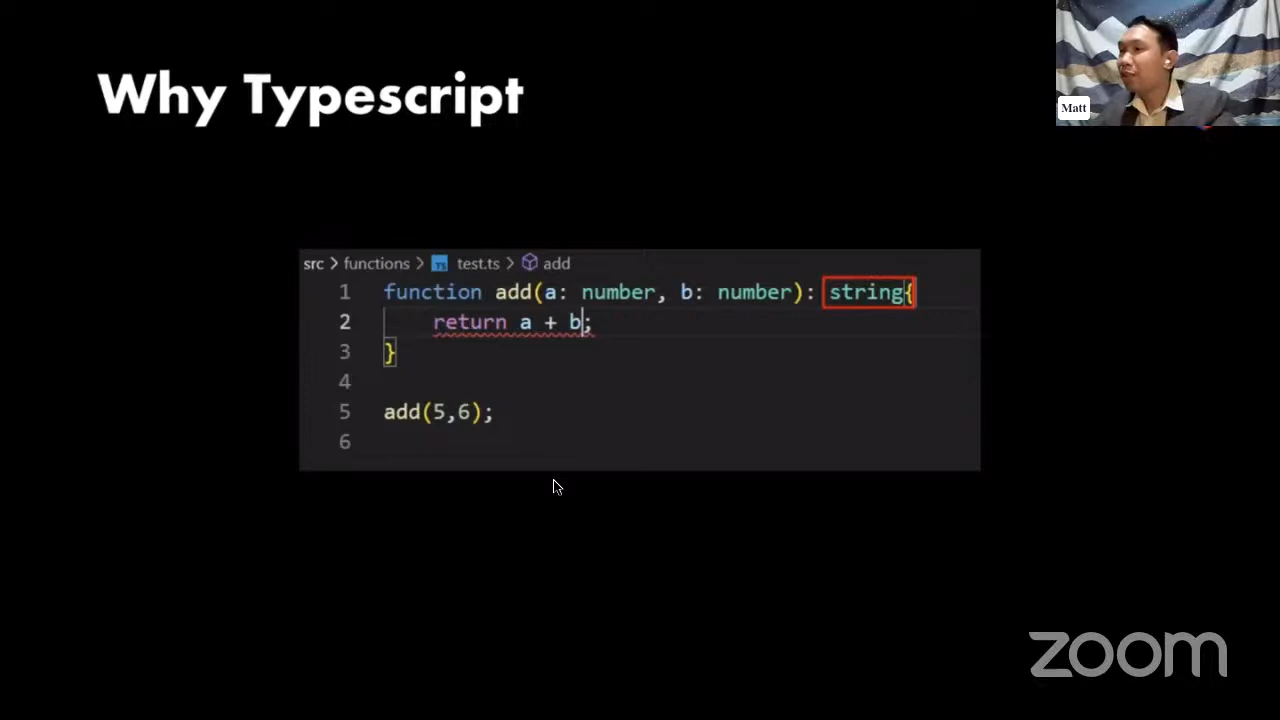 Why Typescript
Matt
src > functions > TS test.ts > add
1 function add(a: number, b: number): string{
2 return a + b;
3 }
4
5 add(5,6);
6
zoom